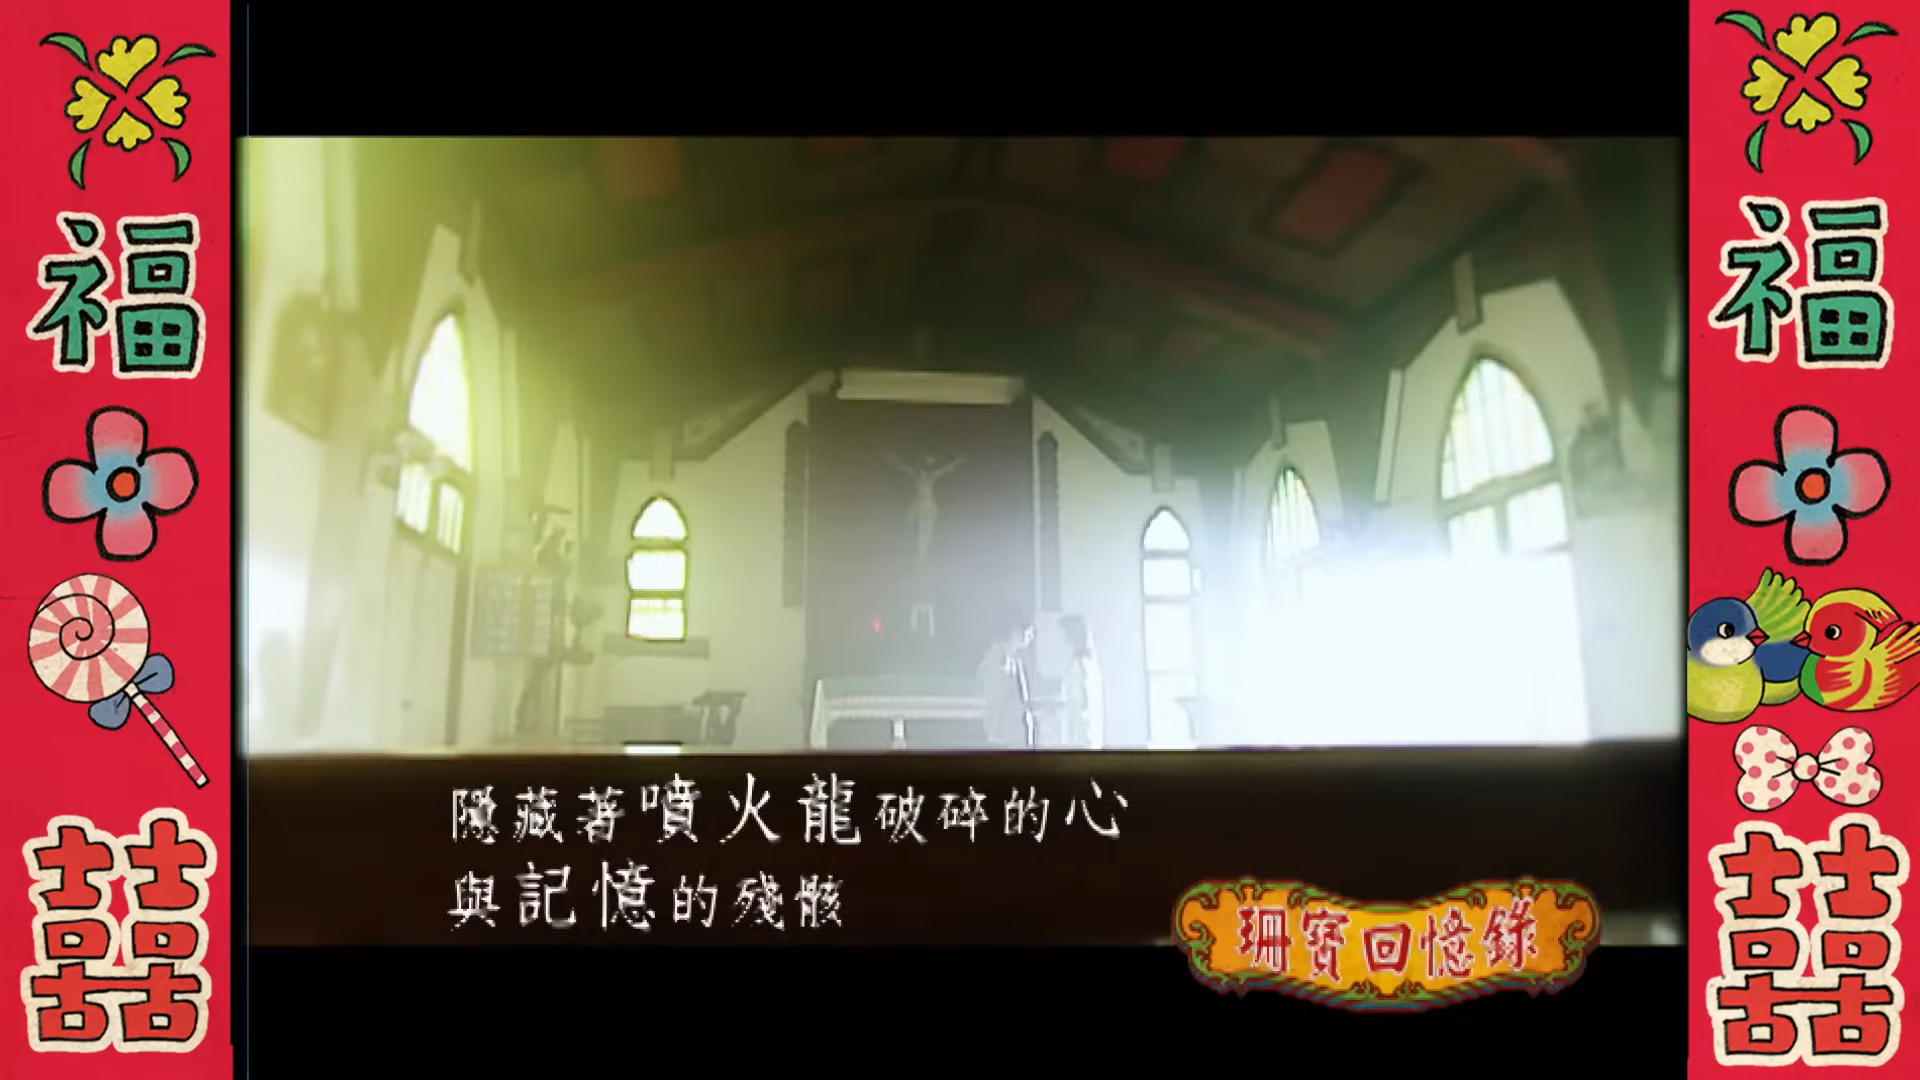 福
囍
隱藏著噴火龍破碎的心
與記憶的殘骸
珊寶回憶錄
福
囍